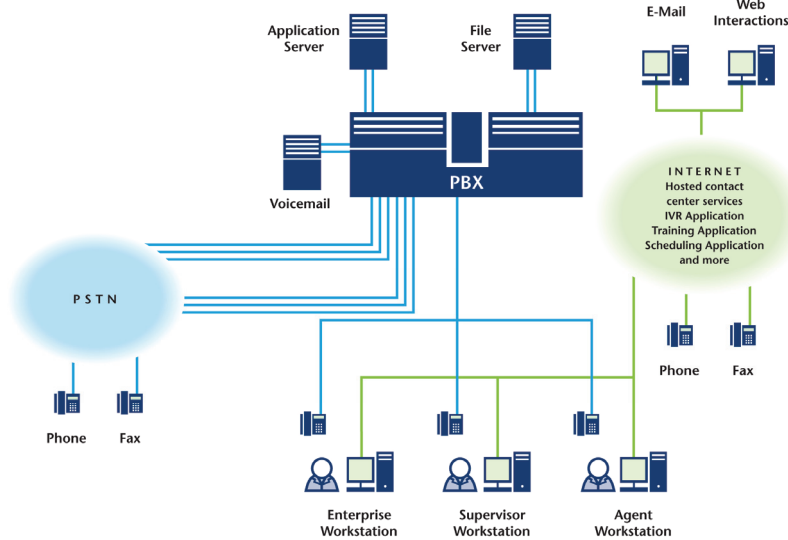 Application
Server
File
Server
E-Mail
Web
Interactions
Voicemail
PBX
INTERNET
Hosted contact
center services
IVR Application
Training Application
Scheduling Application
and more
PSTN
Phone
Fax
Phone
Fax
Enterprise
Workstation
Supervisor
Workstation
Agent
Workstation